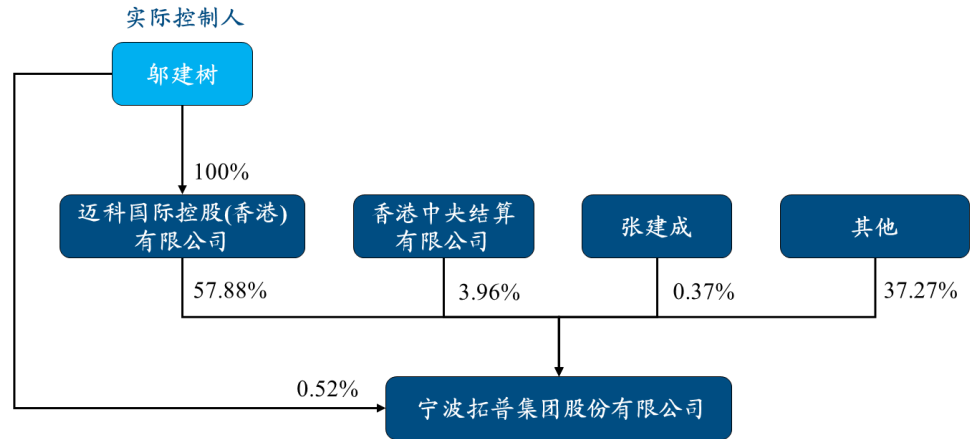 实际控制人
邬建树
100%
迈科国际控股(香港)
有限公司
香港中央结算
有限公司
张建成
其他
57.88%
3.96%
0.37%
37.27%
0.52%
宁波拓普集团股份有限公司